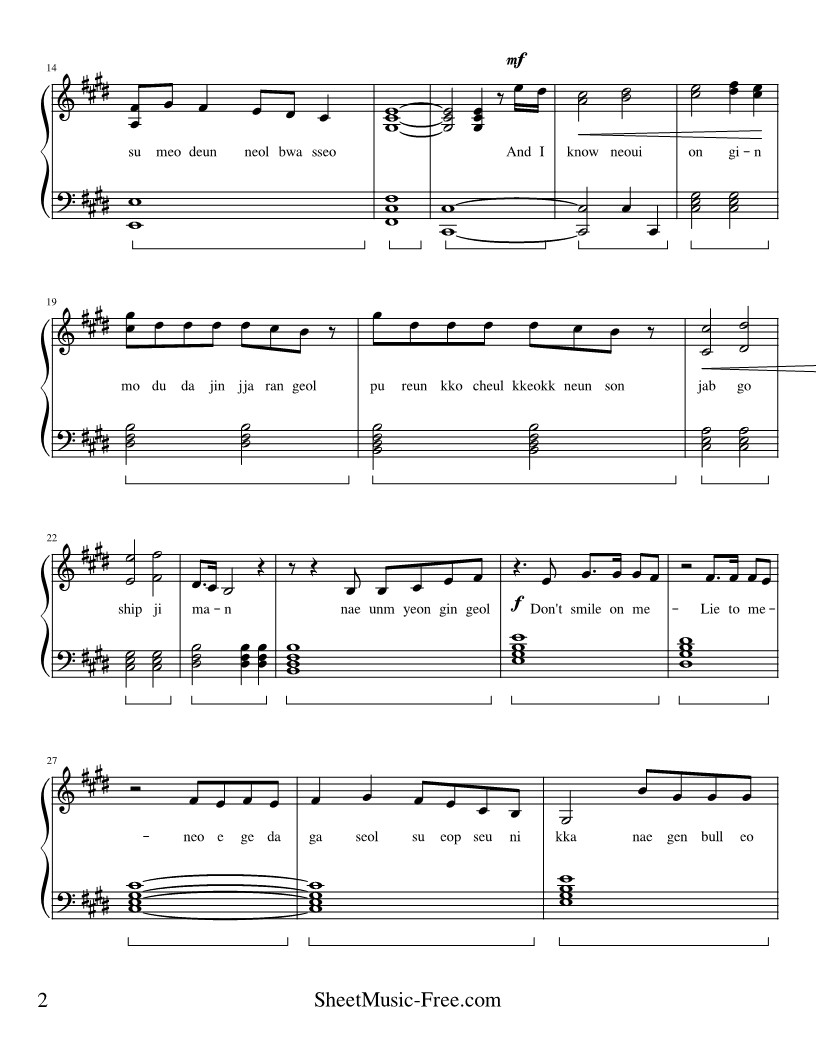 14
mf
su meo deun neol bwa sseo And I know neoui on gi - n
19
mo du da jin jja ran geol pu reun kko cheul kkeokk neun son jab go
22
ship ji ma - n nae unm yeon gin geol f Don't smile on me - Lie to me -
27
- neo e ge da ga seol su eop seu ni kka nae gen bull eo
2 SheetMusic-Free.com